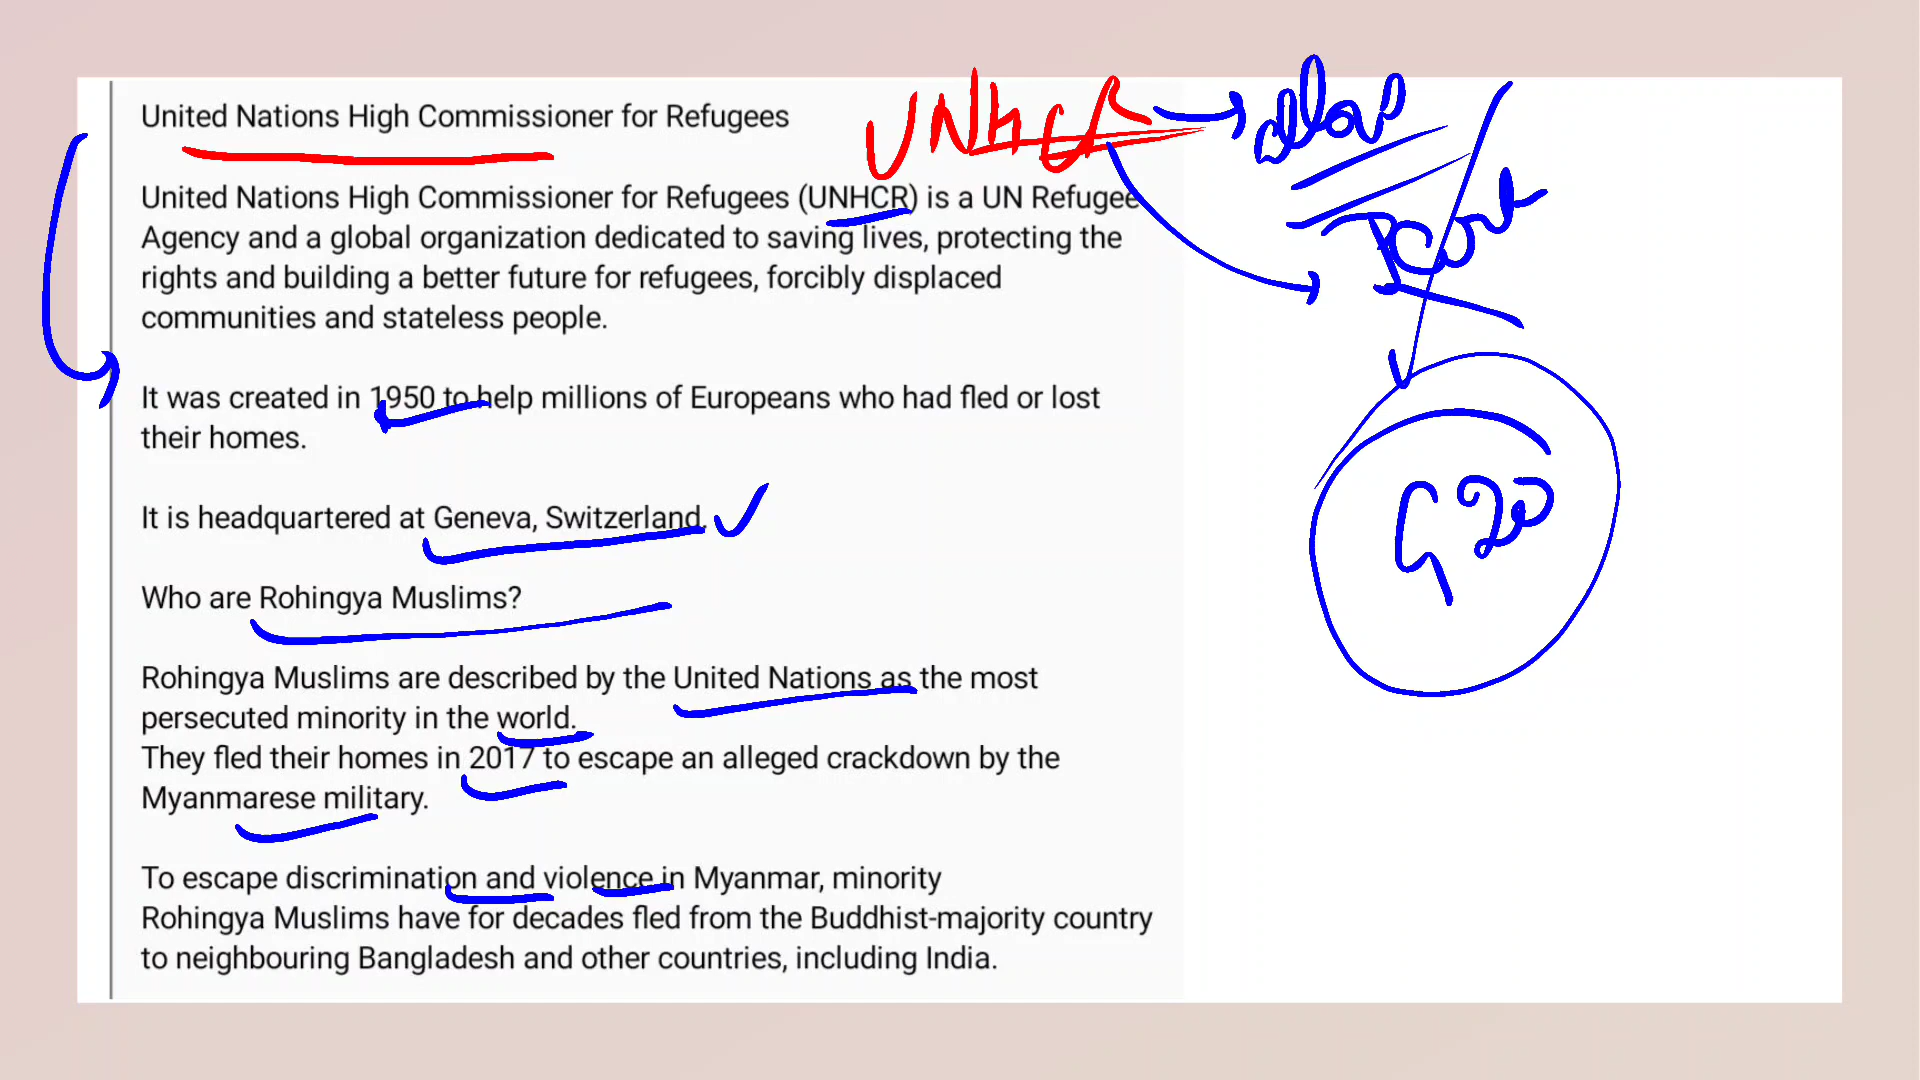 United Nations High Commissioner for Refugees
UNHCR
United Nations High Commissioner for Refugees (UNHCR) is a UN Refugee
Agency and a global organization dedicated to saving lives, protecting the
rights and building a better future for refugees, forcibly displaced
communities and stateless people.
It was created in 1950 to help millions of Europeans who had fled or lost
their homes.
It is headquartered at Geneva, Switzerland.
G20
Who are Rohingya Muslims?
Rohingya Muslims are described by the United Nations as the most
persecuted minority in the world.
They fled their homes in 2017 to escape an alleged crackdown by the
Myanmarese military.
To escape discrimination and violence in Myanmar, minority
Rohingya Muslims have for decades fled from the Buddhist-majority country
to neighbouring Bangladesh and other countries, including India.